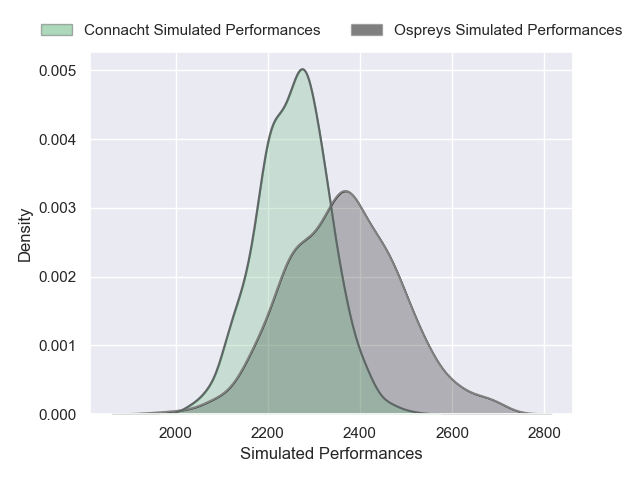 Connacht Simulated Performances
Ospreys Simulated Performances
0.005
0.004
0.003
0.002
0.001
0.000
Density
2000 2200 2400 2600 2800
Simulated Performances